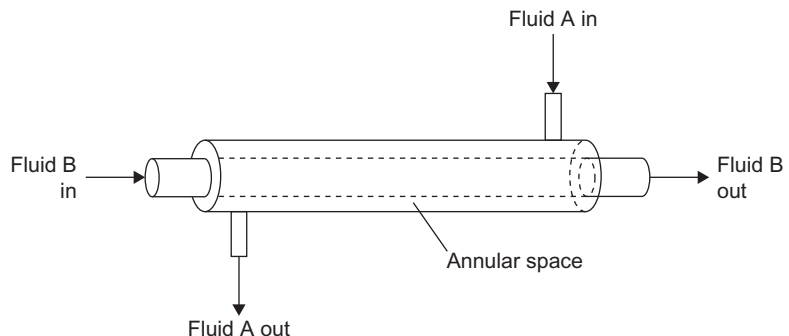 Fluid A in
Fluid B
in
Fluid B
out
Annular space
Fluid A out